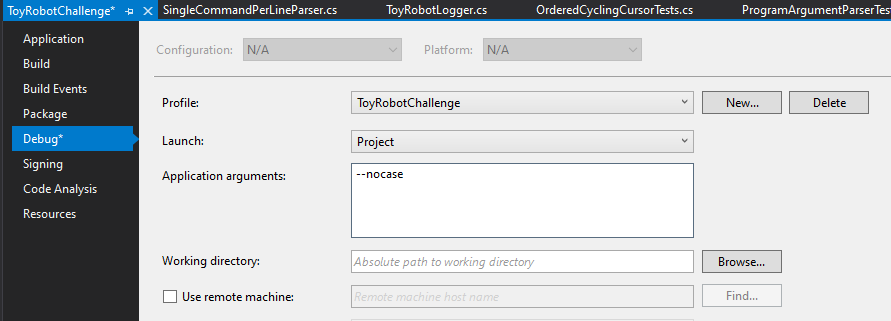 ToyRobotChallenge* SingleCommandPerLineParser.cs ToyRobotLogger.cs OrderedCyclingCursorTests.cs ProgramArgumentParserTes
Application
Configuration: N/A Platform: N/A
Build
Build Events
Package
Debug*
Signing
Code Analysis
Resources
Profile: ToyRobotChallenge New... Delete
Launch: Project
Application arguments: --nocase
Working directory: Absolute path to working directory Browse...
Use remote machine: Remote machine host name Find...